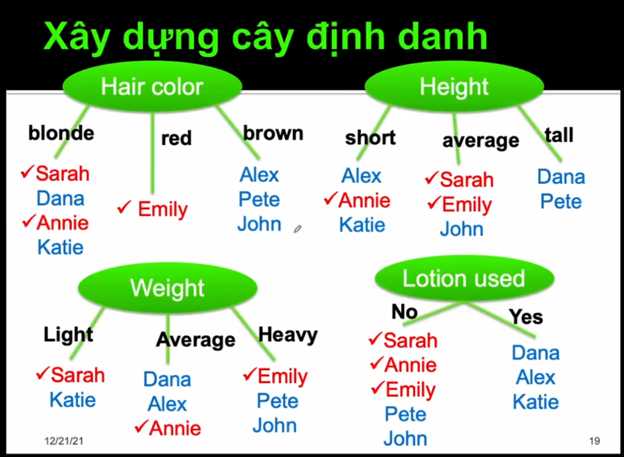 Xây dựng cây định danh
Hair color
blonde
red
brown
✓Sarah
Dana
✓Annie
Katie
✓ Emily
Alex
Pete
John
Height
short
average
tall
Alex
✓Annie
Katie
✓Sarah
✓Emily
John
Dana
Pete
Weight
Light
Average
Heavy
✓Sarah
Katie
Dana
Alex
✓Annie
✓Emily
Pete
John
Lotion used
No
Yes
✓Sarah
✓Annie
✓Emily
Pete
John
Dana
Alex
Katie
12/21/21
19